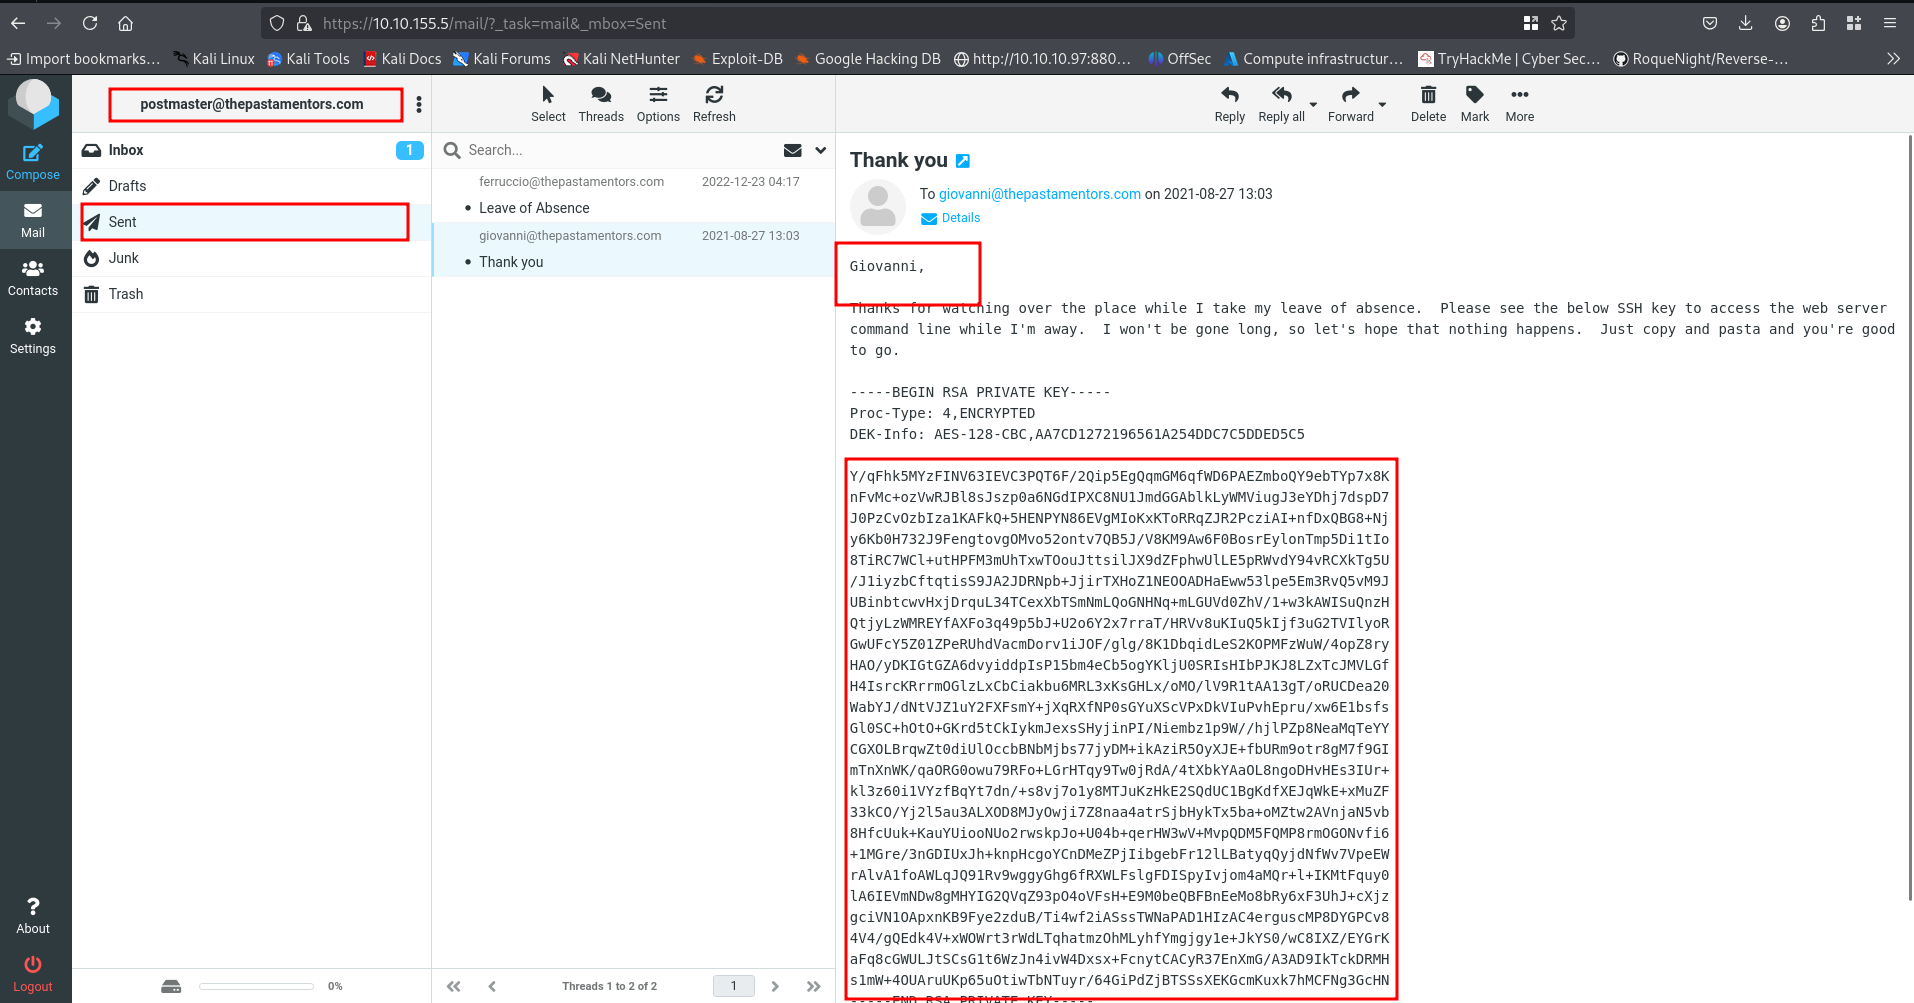 https://10.10.155.5/mail/?_task=mail&_mbox=Sent
Import bookmarks...
Kali Linux
Kali Tools
Kali Docs
Kali Forums
Kali NetHunter
Exploit-DB
Google Hacking DB
http://10.10.10.97:880...
OffSec
Compute infrastructur...
TryHackMe | Cyber Sec...
RoqueNight/Reverse-...
Compose
Mail
Contacts
Settings
About
Logout
postmaster@thepastamentors.com
Inbox
1
Drafts
Sent
Junk
Trash
0%
Select
Threads
Options
Refresh
Search...
ferruccio@thepastamentors.com 2022-12-23 04:17
• Leave of Absence
giovanni@thepastamentors.com 2021-08-27 13:03
• Thank you
Threads 1 to 2 of 2
1
Reply
Reply all
Forward
Delete
Mark
More
Thank you
To giovanni@thepastamentors.com on 2021-08-27 13:03
Details
Giovanni,
Thanks for watching over the place while I take my leave of absence.  Please see the below SSH key to access the web server
command line while I'm away.  I won't be gone long, so let's hope that nothing happens.  Just copy and pasta and you're good
to go.
-----BEGIN RSA PRIVATE KEY-----
Proc-Type: 4,ENCRYPTED
DEK-Info: AES-128-CBC,AA7CD1272196561A254DDC7C5DDED5C5
Y/qFhk5MYzFINV63IEVC3PQT6F/2Qip5EgQqmGM6qfWD6PAEZmboQY9ebTYp7x8K
nFvMc+ozVwRJBl8sJszp0a6NGdIPXC8NU1JmdGGAblkLyWMViugJ3eYDhj7dspD7
J0PzCvOzbIza1KAFkQ+5HENPYN86EVgMIoKxKToRRqZJR2PcziAI+nfDxQBG8+Nj
y6Kb0H732J9FengtovgOMvo52ontv7QB5J/V8KM9Aw6F0BosrEylonTmp5Di1tIo
8TiRC7WCl+utHPFM3mUhTxwTOouJttsilJX9dZFphwUlLE5pRWvdY94vRCXkTg5U
/J1iyzbCftqtisS9JA2JDRNpb+JjirTXHoZ1NEOOADHaEww53lpe5Em3RvQ5vM9J
UBinbtcwvHxjDrquL34TCexXbTSmNmLQoGNHNq+mLGUVd0ZhV/1+w3kAWISuQnzH
QtjyLzWMREYfAXFo3q49p5bJ+U2o6Y2x7rraT/HRVv8uKIuQ5kIjf3uG2TVIlyoR
GwUFcY5Z01ZPeRUhdVacmDorv1iJOF/glg/8K1DbqidLeS2KOPMFzWuW/4opZ8ry
HAO/yDKIGtGZA6dvyiddpIsP15bm4eCb5ogYKljU0SRIsHIbPJKJ8LZxTcJMVLGf
H4IsrcKRrrmOGlzLxCbCiakbu6MRL3xKsGHLx/oMO/lV9R1tAA13gT/oRUCDea20
WabYJ/dNtVJZ1uY2FXFsmY+jXqRXfNP0sGYuXScVPxDkVIuPvhEpru/xw6E1bsfs
Gl0SC+hOtO+GKrd5tCkIykmJexsSHyjinPI/Niembz1p9W//hjlPZp8NeaMqTeYY
CGXOLBrqwZt0diUlOccbBNbMjbs77jyDM+ikAziR5OyXJE+fbURm9otr8gM7f9GI
mTnXnWK/qaORG0owu79RFo+LGrHTqy9Tw0jRdA/4tXbkYAaOL8ngoDHvHEs3IUr+
kl3z60i1VYzfBqYt7dn/+s8vj7o1y8MTJuKzHkE2SQdUC1BgKdfXEJqWkE+xMuZF
33kCO/Yj2l5au3ALXOD8MJyOwji7Z8naa4atrSjbHykTx5ba+oMZtw2AVnjaN5vb
8HfcUuk+KauYUiooNUo2rwskpJo+U04b+qerHW3wV+MvpQDM5FQMP8rmOGONvfi6
+1MGre/3nGDIUxJh+knpHcgoYCnDMeZPjIibgebFr12lLBatyqQyjdNfWv7VpeEW
rAlvA1foAWLqJQ91Rv9wggyGhg6fRXWLFslgFDISpyIvjom4aMQr+l+IKMtFquy0
lA6IEVmNDw8gMHYIG2QVqZ93pO4oVFsH+E9M0beQBFBnEeMo8bRy6xF3UhJ+cXjz
gciVN1OApxnKB9Fye2zduB/Ti4wf2iASssTWNaPAD1HIzAC4erguscMP8DYGPCv8
4V4/gQEdk4V+xWOWrt3rWdLTqhatmzOhMLyhfYmgjgy1e+JkYS0/wC8IXZ/EYGrK
aFq8cGWULJtSCsG1t6WzJn4ivW4Dxsx+FcnytCACyR37EnXmG/A3AD9IkTckDRMH
s1mW+4OUAruUKp65uOtiwTbNTuyr/64GiPdZjBTSSsXEKGcmKuxk7hMCFNg3GcHN
-----END RSA PRIVATE KEY-----